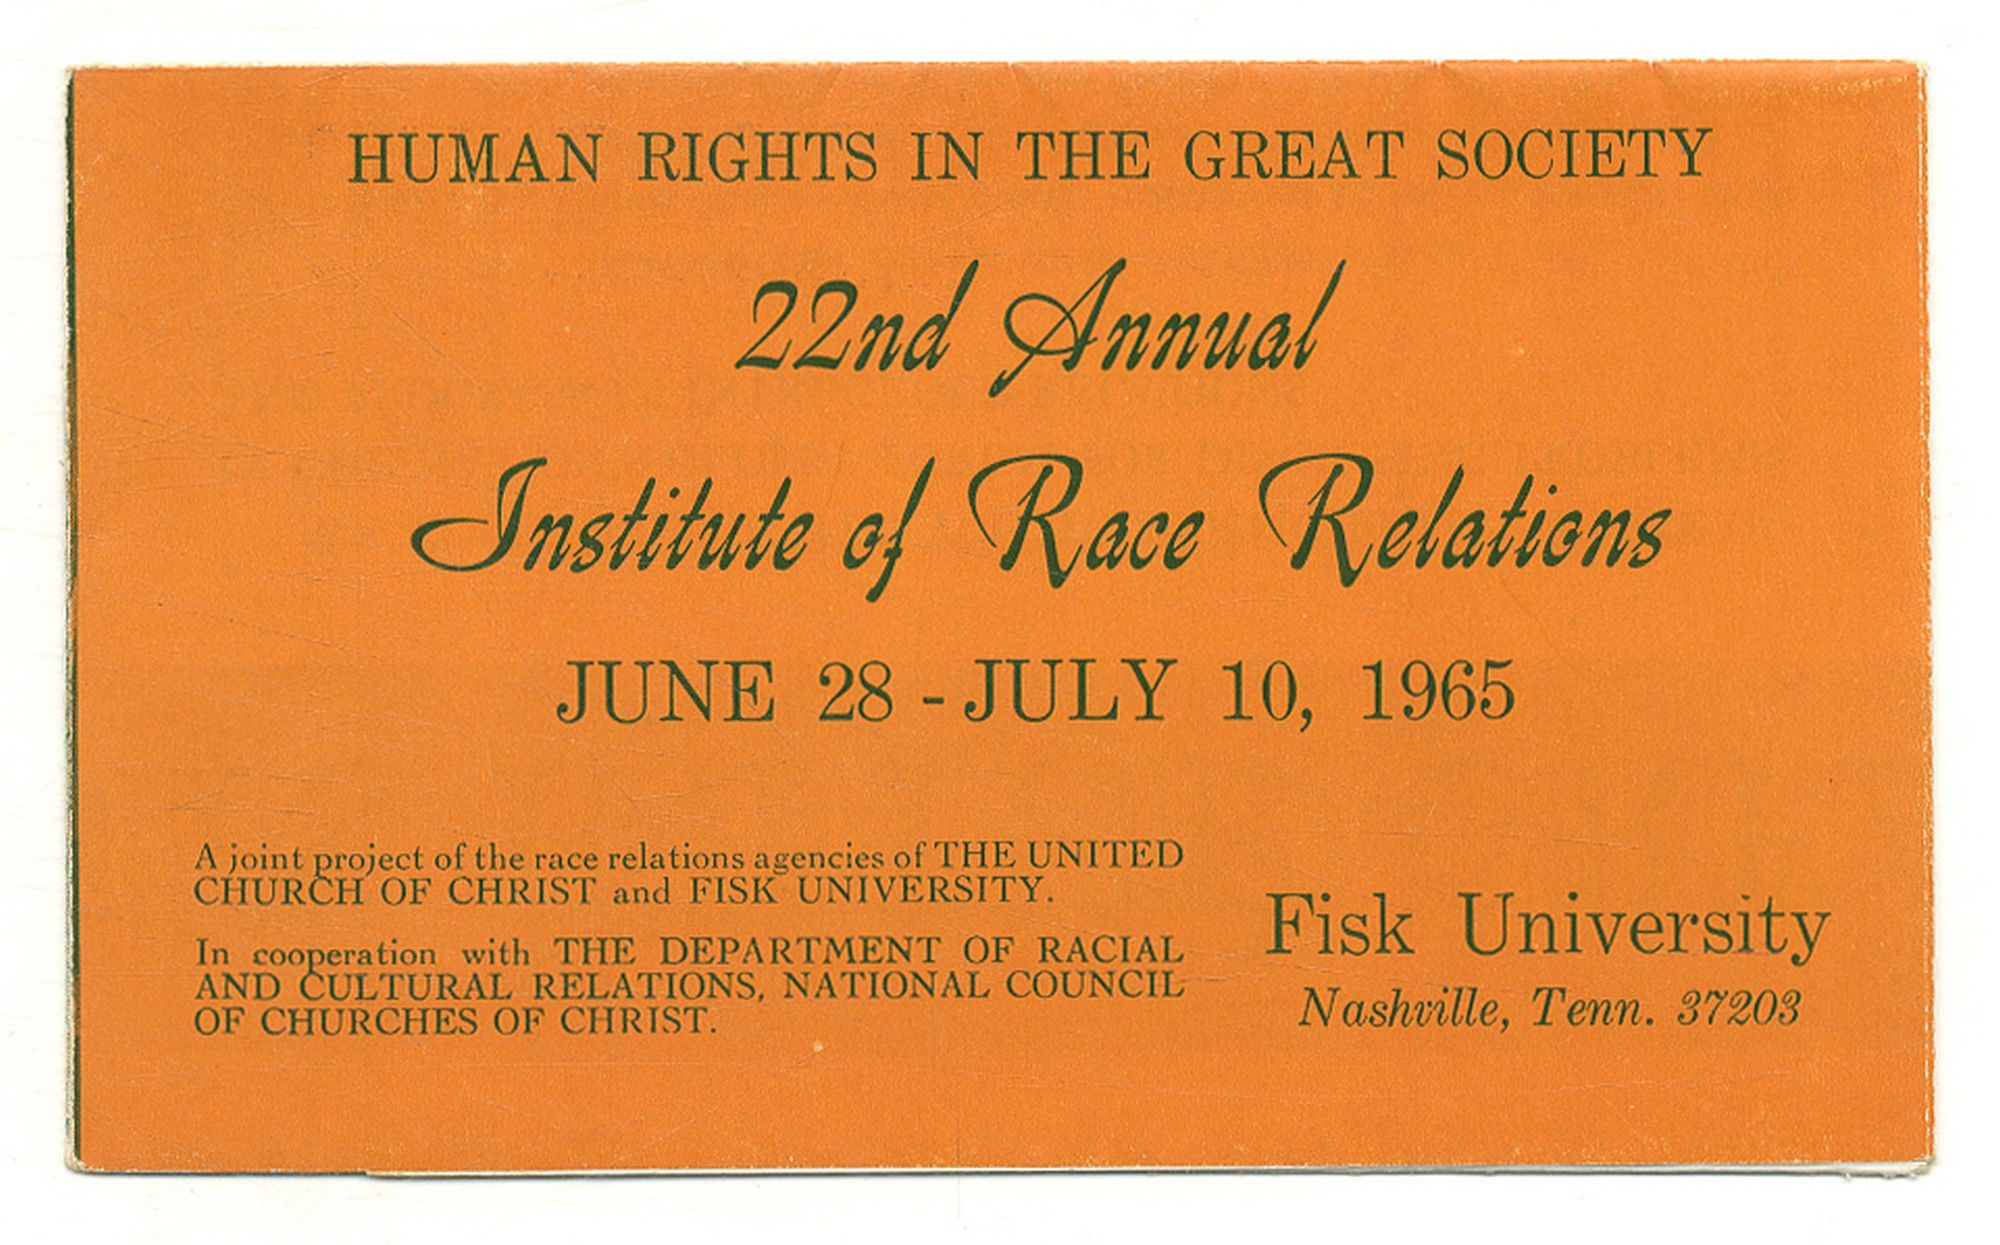 HUMAN RIGHTS IN THE GREAT SOCIETY
22nd Annual
Institute of Race Relations
JUNE 28 - JULY 10, 1965
A joint project of the race relations agencies of THE UNITED
CHURCH OF CHRIST and FISK UNIVERSITY.
In cooperation with THE DEPARTMENT OF RACIAL
AND CULTURAL RELATIONS, NATIONAL COUNCIL
OF CHURCHES OF CHRIST.
Fisk University
Nashville, Tenn. 37203